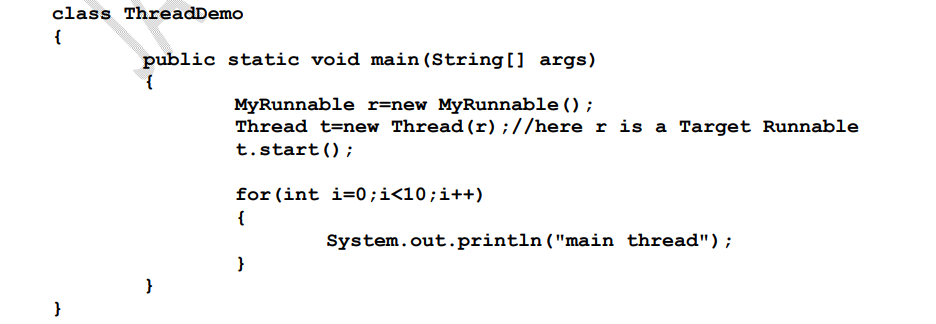 class ThreadDemo
{
public static void main(String[] args)
{
MyRunnable r=new MyRunnable();
Thread t=new Thread(r);//here r is a Target Runnable
t.start();
for(int i=0;i<10;i++)
{
System.out.println("main thread");
}
}
}